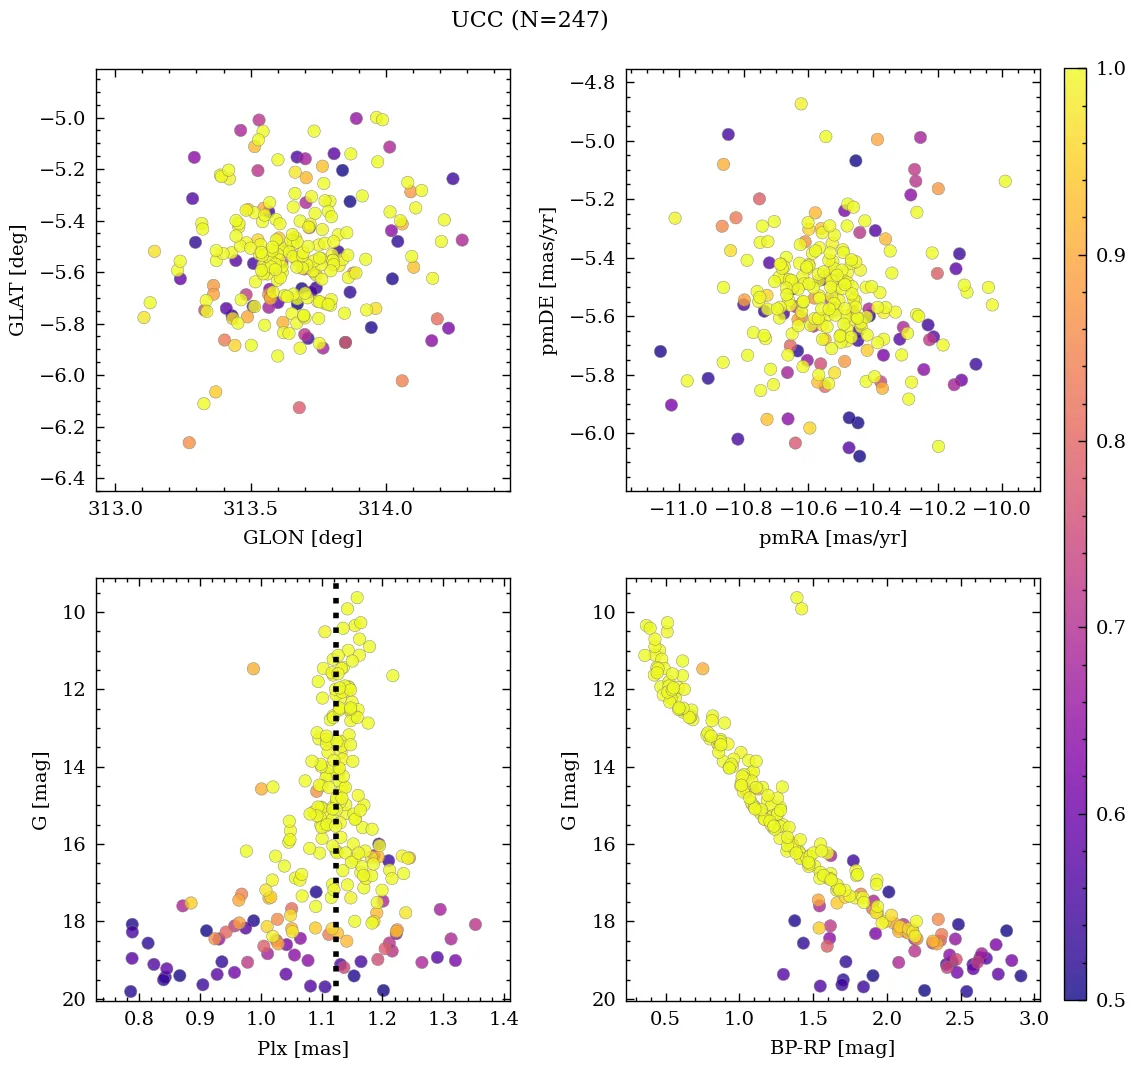 UCC (N=247)
−5.0
−5.2
−5.4
−5.6
−5.8
−6.0
−6.2
−6.4
GLAT [deg]
313.0 313.5 314.0
GLON [deg]
−4.8
−5.0
−5.2
−5.4
−5.6
−5.8
−6.0
pmDE [mas/yr]
−11.0 −10.8 −10.6 −10.4 −10.2 −10.0
pmRA [mas/yr]
10
12
14
16
18
20
G [mag]
0.8 0.9 1.0 1.1 1.2 1.3 1.4
Plx [mas]
10
12
14
16
18
20
G [mag]
0.5 1.0 1.5 2.0 2.5 3.0
BP-RP [mag]
1.0
0.9
0.8
0.7
0.6
0.5